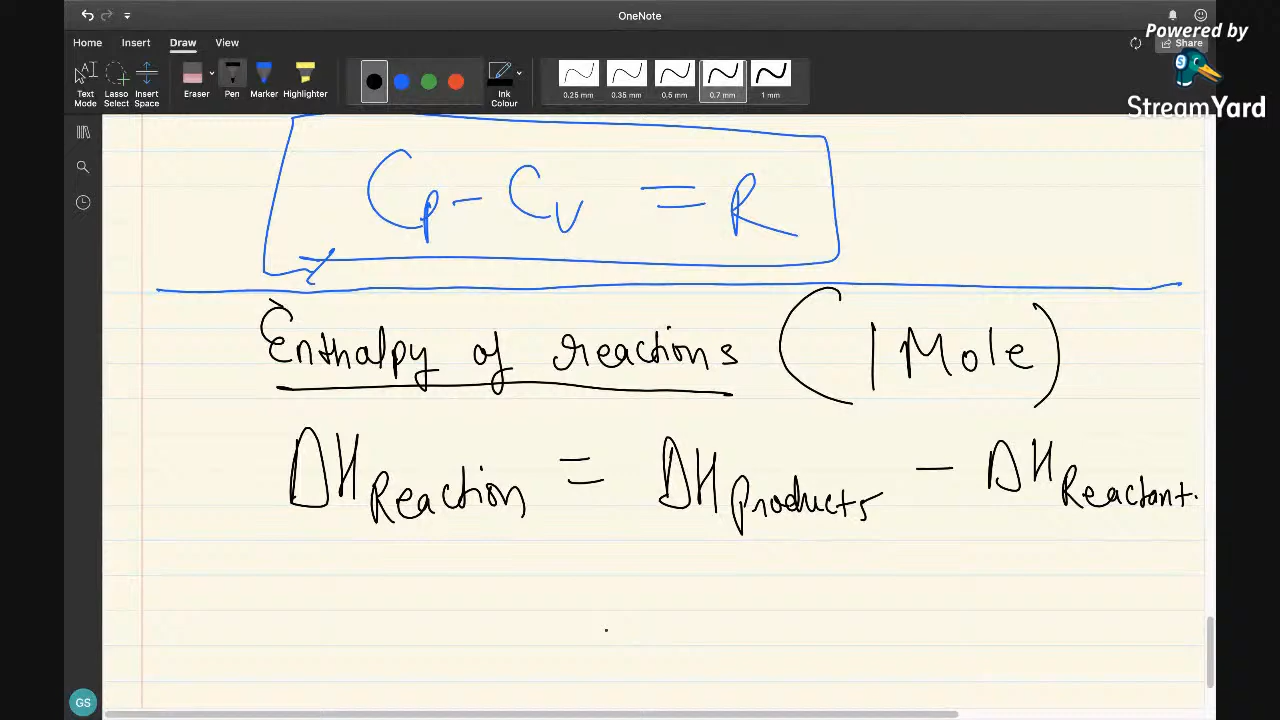 OneNote
Powered by
StreamYard
Home Insert Draw View
Share
Text Mode
Lasso Select
Insert Space
Eraser
Pen
Marker
Highlighter
Ink Colour
0.25 mm
0.35 mm
0.5 mm
0.7 mm
1 mm
Cp - Cv = R
Enthalpy of reactions (1 Mole)
ΔH Reaction = ΔH Products - ΔH Reactant.
GS